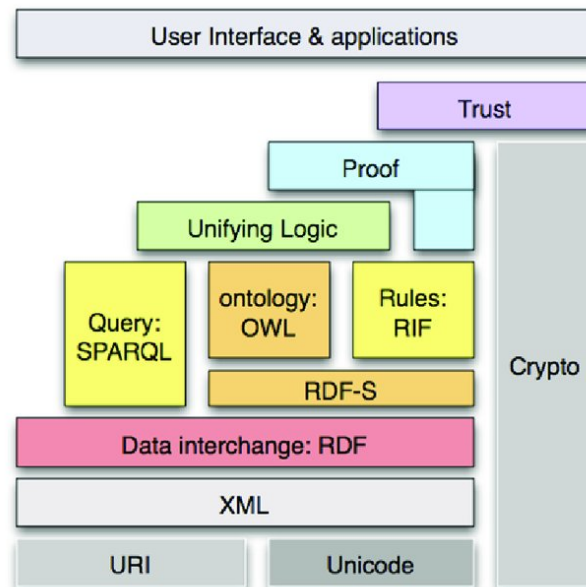 User Interface & applications
Trust
Proof
Unifying Logic
ontology:
OWL
Rules:
RIF
Query:
SPARQL
Crypto
RDF-S
Data interchange: RDF
XML
URI
Unicode